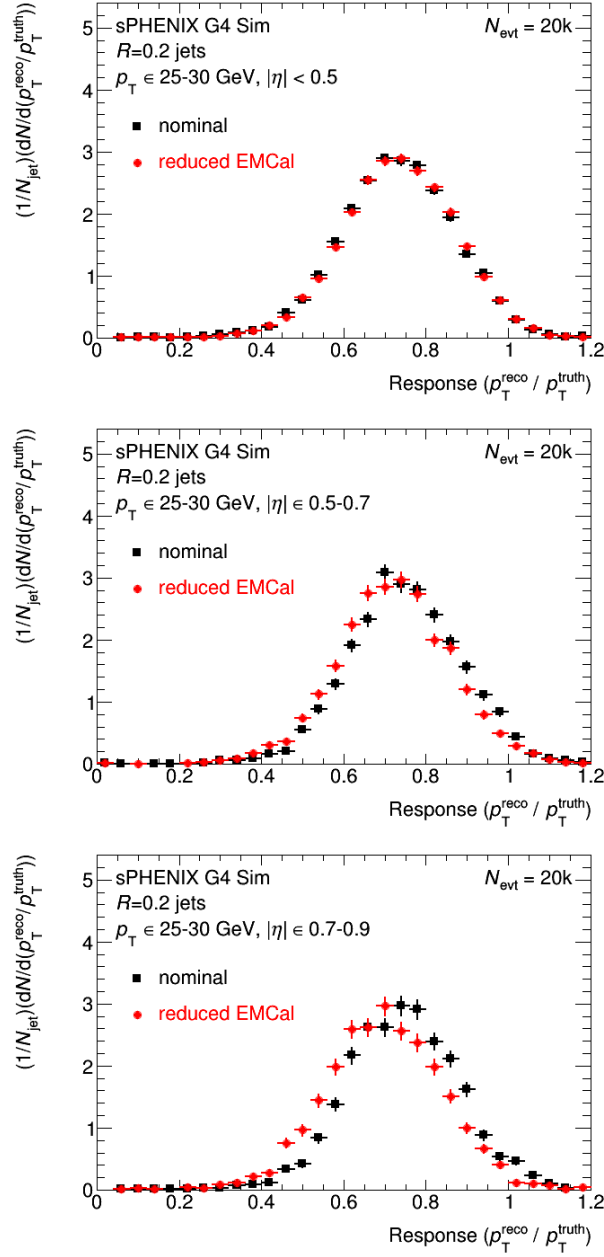 sPHENIX G4 Sim N_evt = 20k
R=0.2 jets
p_T ∈ 25-30 GeV, |η| < 0.5
nominal
reduced EMCal
(1/N_jet)(dN/d(p_T^reco/p_T^truth))
5
4
3
2
1
0
0 0.2 0.4 0.6 0.8 1 1.2
Response (p_T^reco / p_T^truth)
sPHENIX G4 Sim N_evt = 20k
R=0.2 jets
p_T ∈ 25-30 GeV, |η| ∈ 0.5-0.7
nominal
reduced EMCal
(1/N_jet)(dN/d(p_T^reco/p_T^truth))
5
4
3
2
1
0
0 0.2 0.4 0.6 0.8 1 1.2
Response (p_T^reco / p_T^truth)
sPHENIX G4 Sim N_evt = 20k
R=0.2 jets
p_T ∈ 25-30 GeV, |η| ∈ 0.7-0.9
nominal
reduced EMCal
(1/N_jet)(dN/d(p_T^reco/p_T^truth))
5
4
3
2
1
0
0 0.2 0.4 0.6 0.8 1 1.2
Response (p_T^reco / p_T^truth)